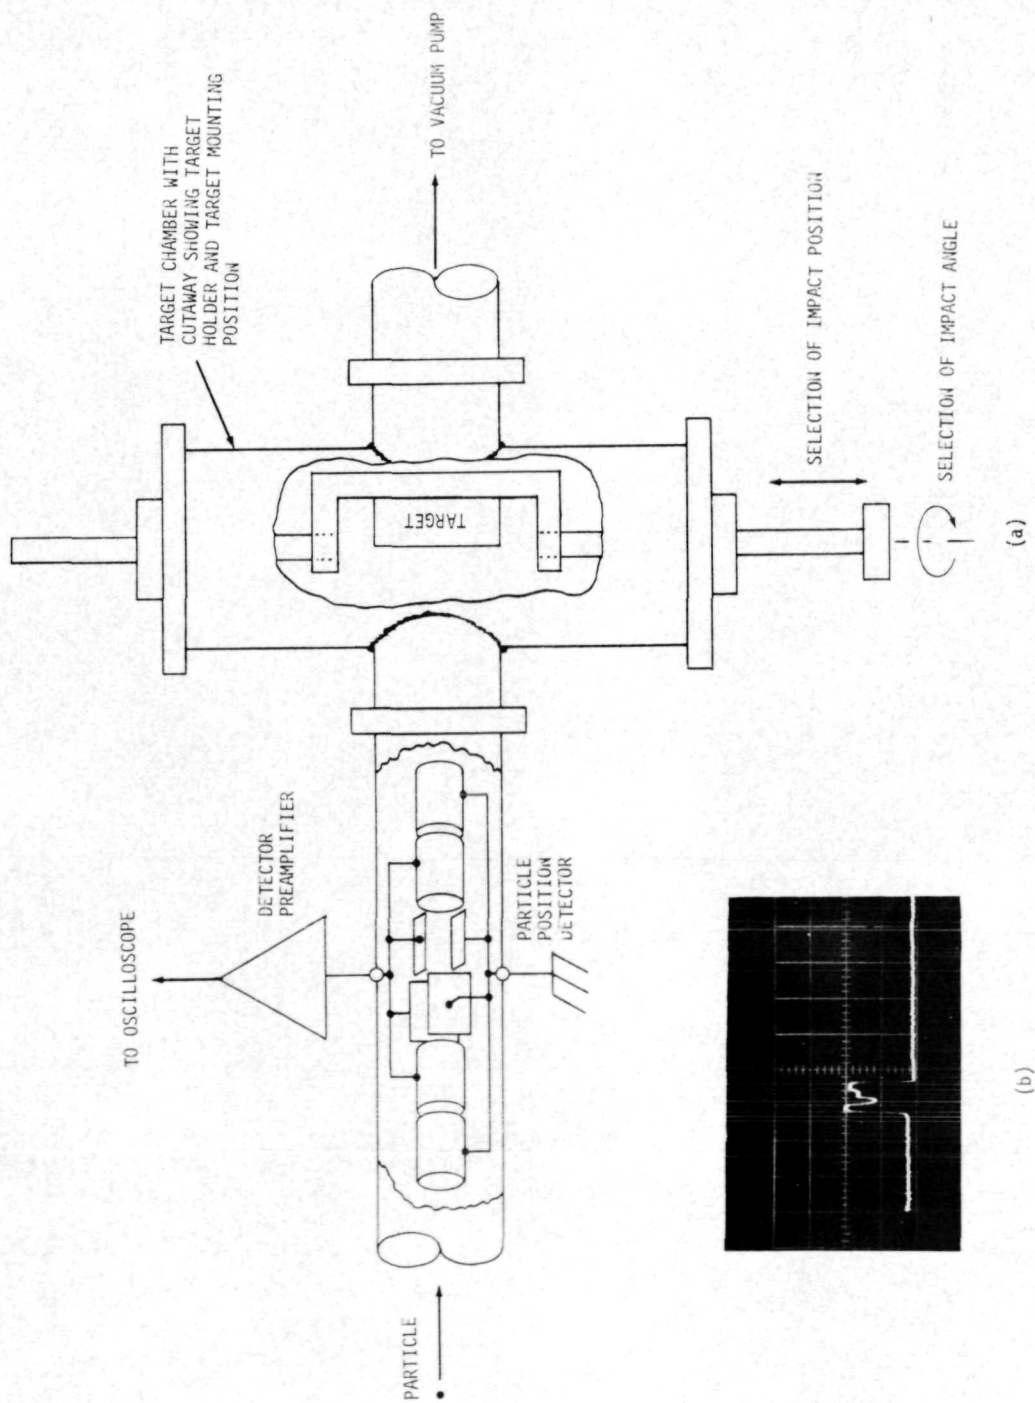 TO OSCILLOSCOPE
DETECTOR
PREAMPLIFIER
TARGET CHAMBER WITH
CUTAWAY SHOWING TARGET
HOLDER AND TARGET MOUNTING
POSITION
PARTICLE
TARGET
TO VACUUM PUMP
PARTICLE
POSITION
DETECTOR
SELECTION OF IMPACT POSITION
SELECTION OF IMPACT ANGLE
(b)
(a)